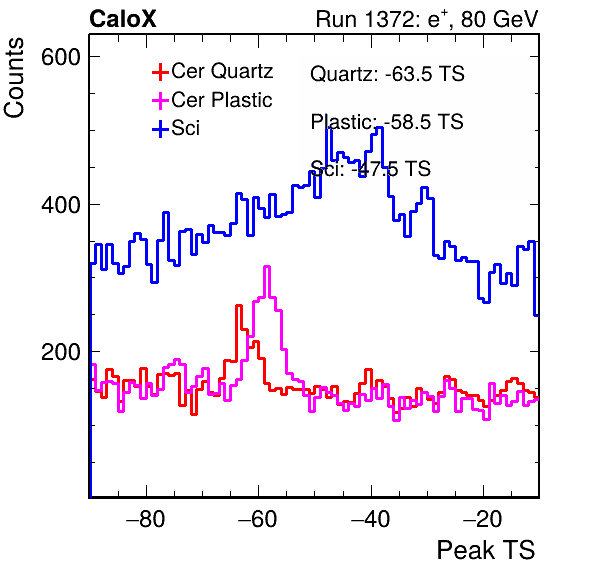 CaloX Run 1372: e⁺, 80 GeV
Counts
600
400
200
Cer Quartz
Cer Plastic
Sci
Quartz: -63.5 TS
Plastic: -58.5 TS
Sci: -47.5 TS
−80 −60 −40 −20
Peak TS